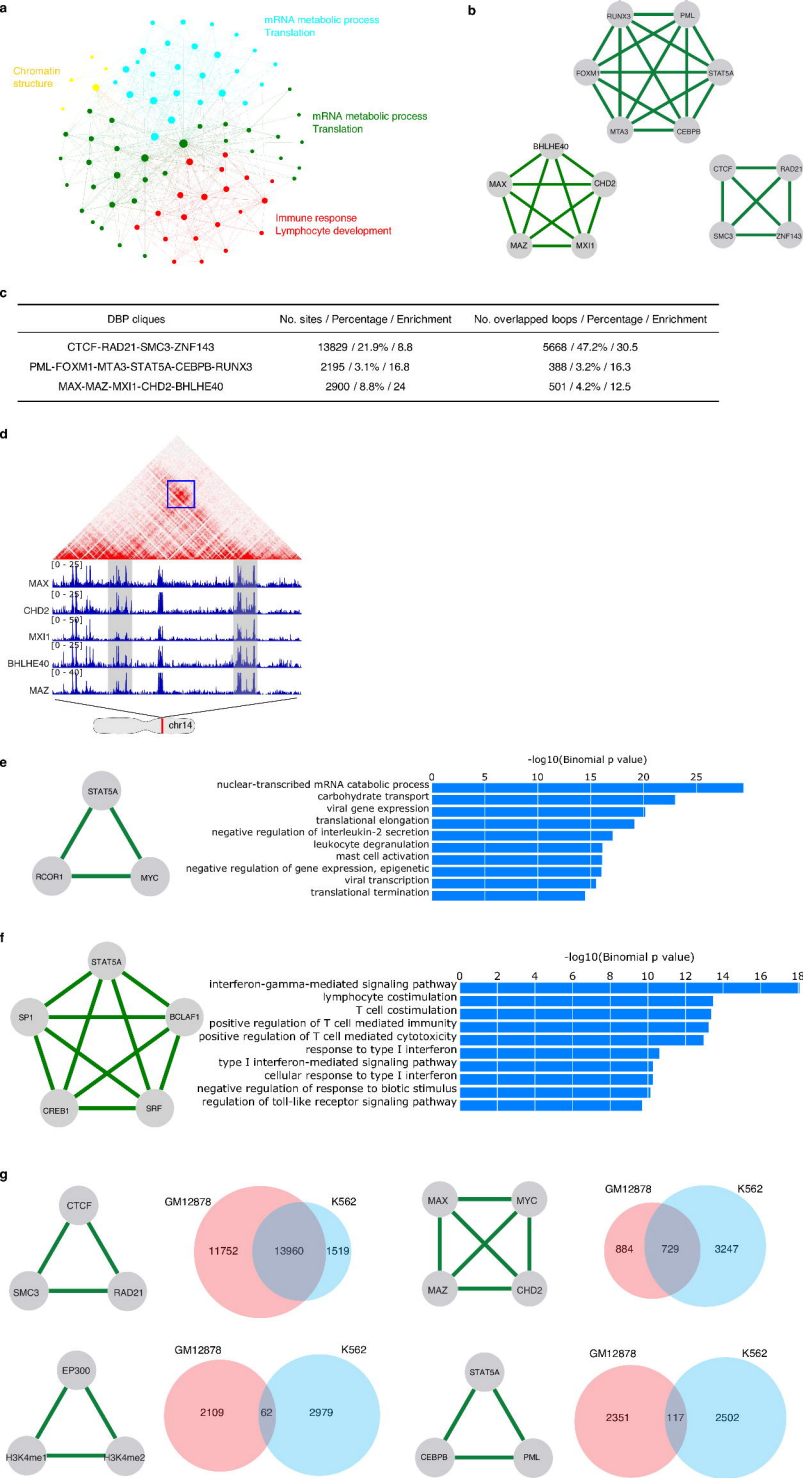 a
mRNA metabolic process
Translation
Chromatin
structure
mRNA metabolic process
Translation
Immune response
Lymphocyte development
b
RUNX3
PML
FOXM1
STAT5A
MTA3
CEBPB
BHLHE40
MAX
CHD2
MAZ
MXI1
CTCF
RAD21
SMC3
ZNF143
c
DBP cliques No. sites / Percentage / Enrichment No. overlapped loops / Percentage / Enrichment
CTCF-RAD21-SMC3-ZNF143 13829 / 21.9% / 8.8 5668 / 47.2% / 30.5
PML-FOXM1-MTA3-STAT5A-CEBPB-RUNX3 2195 / 3.1% / 16.8 388 / 3.2% / 16.3
MAX-MAZ-MXI1-CHD2-BHLHE40 2900 / 8.8% / 24 501 / 4.2% / 12.5
d
[0 - 25]
MAX
[0 - 25]
CHD2
[0 - 50]
MXI1
[0 - 25]
BHLHE40
[0 - 40]
MAZ
chr14
e
STAT5A
RCOR1
MYC
-log10(Binomial p value)
0 5 10 15 20 25
nuclear-transcribed mRNA catabolic process
carbohydrate transport
viral gene expression
translational elongation
negative regulation of interleukin-2 secretion
leukocyte degranulation
mast cell activation
negative regulation of gene expression, epigenetic
viral transcription
translational termination
f
STAT5A
SP1
BCLAF1
CREB1
SRF
-log10(Binomial p value)
0 2 4 6 8 10 12 14 16 18
interferon-gamma-mediated signaling pathway
lymphocyte costimulation
T cell costimulation
positive regulation of T cell mediated immunity
positive regulation of T cell mediated cytotoxicity
response to type I interferon
type I interferon-mediated signaling pathway
cellular response to type I interferon
negative regulation of response to biotic stimulus
regulation of toll-like receptor signaling pathway
g
CTCF
SMC3
RAD21
GM12878
K562
11752
13960
1519
MAX
MYC
MAZ
CHD2
GM12878
K562
884
729
3247
EP300
H3K4me1
H3K4me2
GM12878
K562
2109
62
2979
STAT5A
CEBPB
PML
GM12878
K562
2351
117
2502